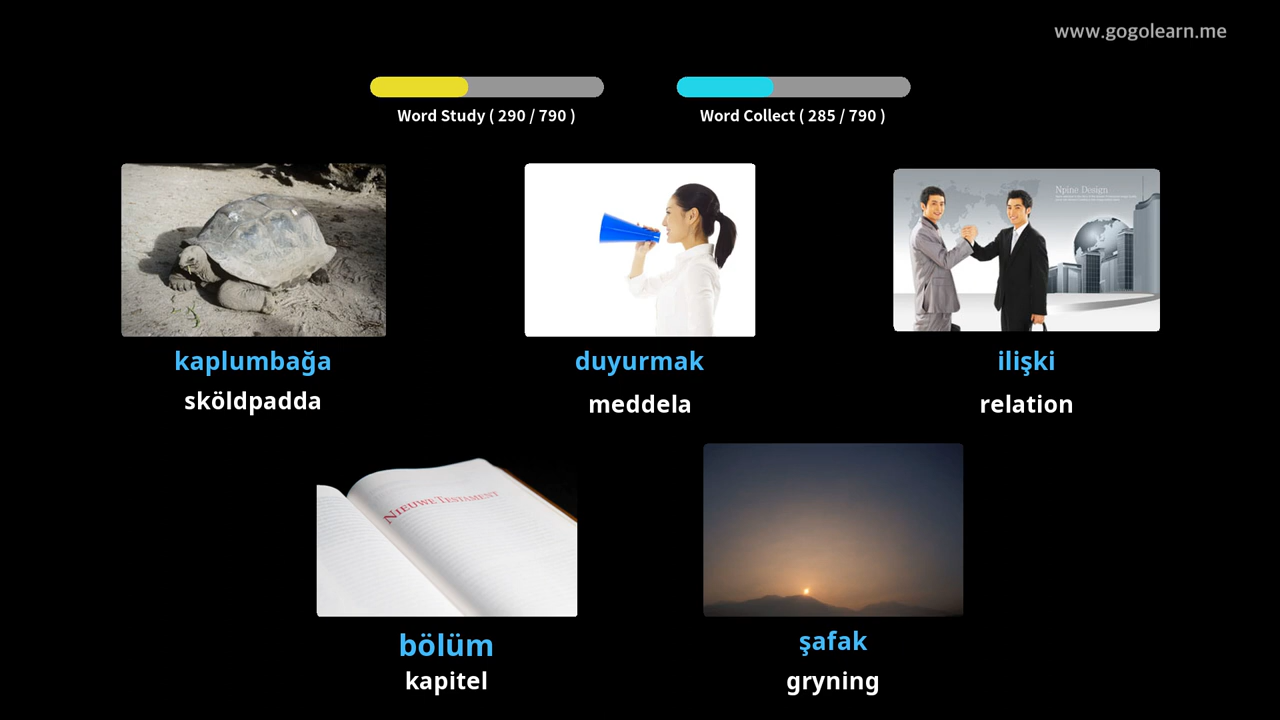 www.gogolearn.me
Word Study ( 290 / 790 )
Word Collect ( 285 / 790 )
Npine Design
kaplumbağa
sköldpadda
duyurmak
meddela
ilişki
relation
NIEUWE TESTAMENT
bölüm
kapitel
şafak
gryning